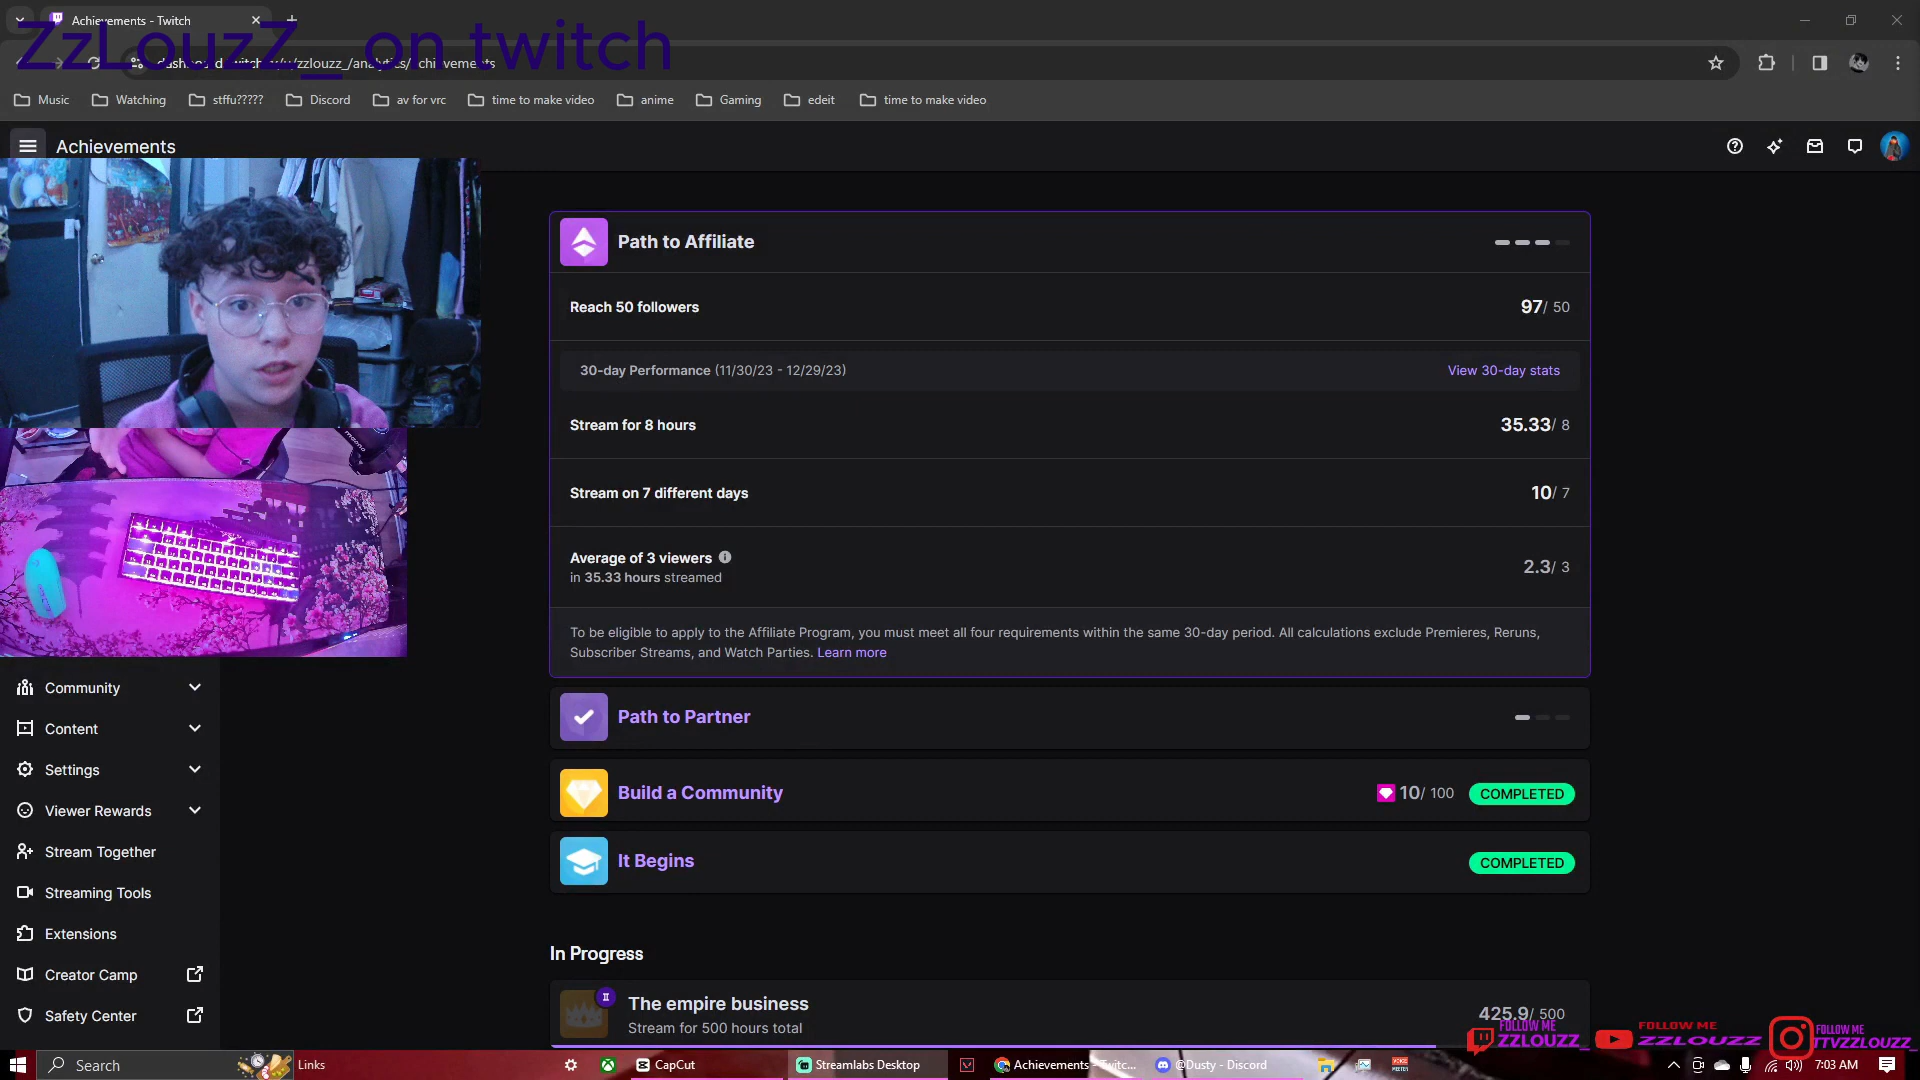 Achievements - Twitch
ZzLouzZ_ on twitch
Music
Watching
stffu?????
Discord
av for vrc
time to make video
anime
Gaming
edeit
time to make video
Achievements
Path to Affiliate
Reach 50 followers
97/ 50
30-day Performance (11/30/23 - 12/29/23)
View 30-day stats
Stream for 8 hours
35.33/ 8
Stream on 7 different days
10/ 7
Average of 3 viewers
in 35.33 hours streamed
2.3/ 3
To be eligible to apply to the Affiliate Program, you must meet all four requirements within the same 30-day period. All calculations exclude Premieres, Reruns,
Subscriber Streams, and Watch Parties. Learn more
Path to Partner
Build a Community
10/ 100
COMPLETED
It Begins
COMPLETED
In Progress
The empire business
Stream for 500 hours total
425.9/ 500
Community
Content
Settings
Viewer Rewards
Stream Together
Streaming Tools
Extensions
Creator Camp
Safety Center
FOLLOW ME
ZZLOUZZ_
FOLLOW ME
ZZLOUZZ
FOLLOW ME
TTVZZLOUZZ_
Search
Links
CapCut
Streamlabs Desktop
Achievements - Twitc...
@Dusty - Discord
7:03 AM